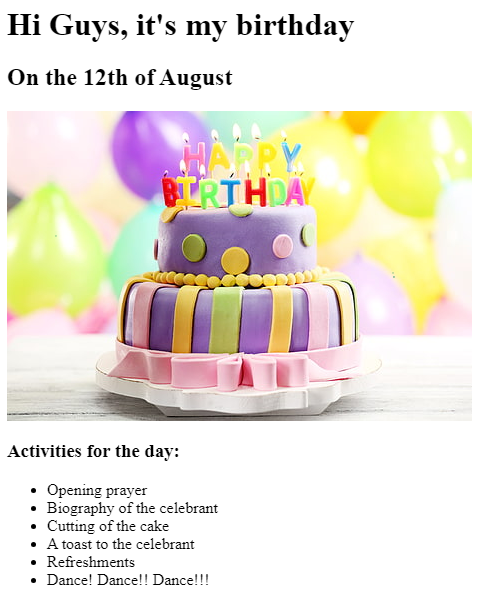 Hi Guys, it's my birthday
On the 12th of August
HAPPY
BIRTHDAY
Activities for the day:
Opening prayer
Biography of the celebrant
Cutting of the cake
A toast to the celebrant
Refreshments
Dance! Dance!! Dance!!!